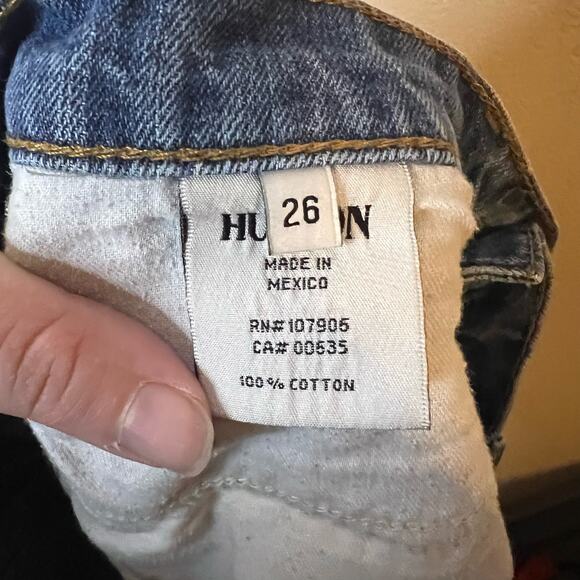 26
HU ON
MADE IN
MEXICO
RN# 107906
CA# 00635
100% COTTON